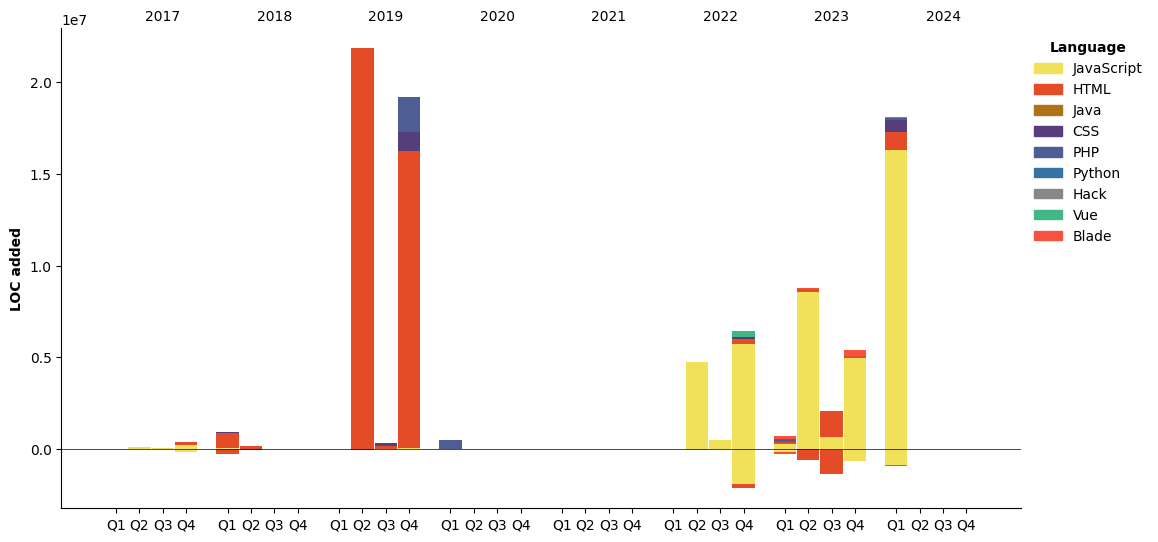 2017 2018 2019 2020 2021 2022 2023 2024
1e7
2.0
1.5
1.0
0.5
0.0
LOC added
Q1 Q2 Q3 Q4 Q1 Q2 Q3 Q4 Q1 Q2 Q3 Q4 Q1 Q2 Q3 Q4 Q1 Q2 Q3 Q4 Q1 Q2 Q3 Q4 Q1 Q2 Q3 Q4 Q1 Q2 Q3 Q4
Language
JavaScript
HTML
Java
CSS
PHP
Python
Hack
Vue
Blade